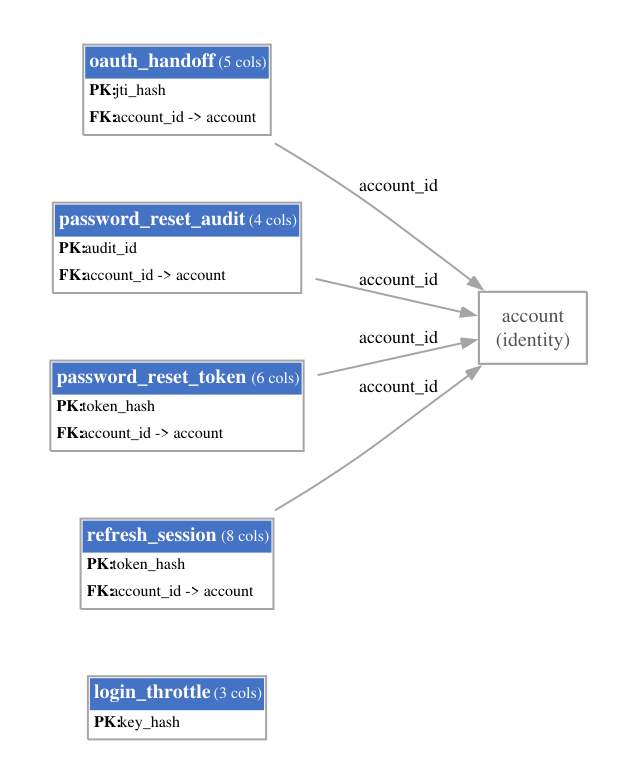 oauth_handoff (5 cols)
PK:jti_hash
FK:account_id -> account
account_id
password_reset_audit (4 cols)
PK:audit_id
FK:account_id -> account
account_id
account
(identity)
account_id
password_reset_token (6 cols)
PK:token_hash
FK:account_id -> account
account_id
refresh_session (8 cols)
PK:token_hash
FK:account_id -> account
login_throttle (3 cols)
PK:key_hash